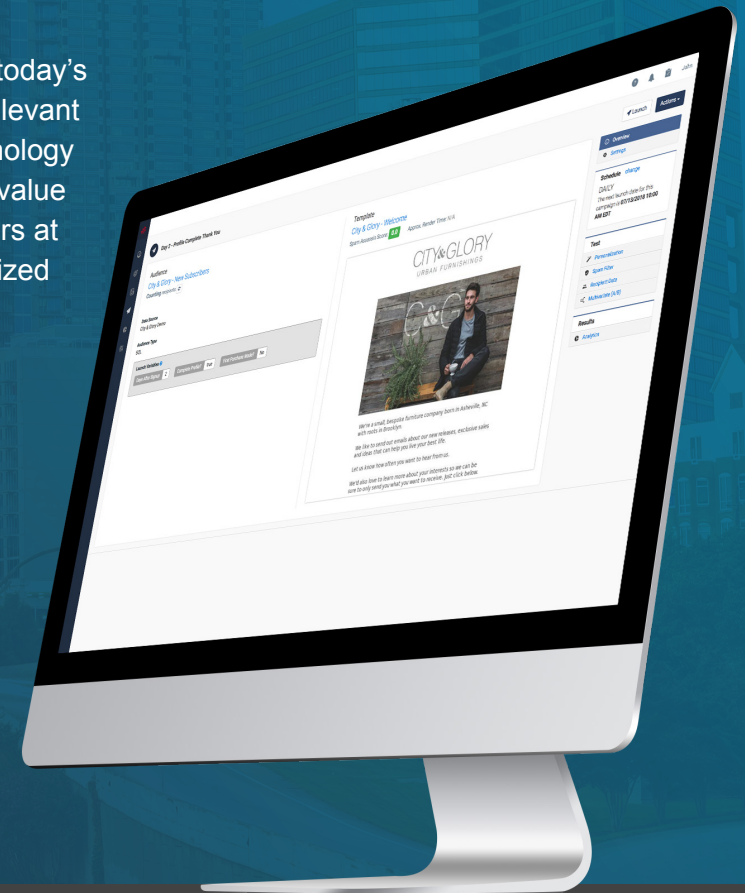 today's
levant
nology
value
rs at
ized
John
Launch
Actions
Overview
Settings
Schedule change
DAILY
The next launch date for this
campaign is 07/13/2018 10:00
AM EDT
Test
Personalization
Spam Filter
Recipient Data
Multivariate (A/B)
Results
Analytics
Day 2 - Profile Complete Thank You
Audience
City & Glory - New Subscribers
Counting recipients
Data Source
City & Glory Demo
Audience Type
SQL
Launch Variables
Days After Signup 2 Complete Profile? true First Purchase Made? No
Template
City & Glory - Welcome
Spam Assassin Score: 0.0 Approx. Render Time: N/A
CITY&GLORY
URBAN FURNISHINGS
C&G
We're a small, bespoke furniture company born in Asheville, NC
with roots in Brooklyn.
We like to send out emails about our new releases, exclusive sales
and ideas that can help you live your best life.
Let us know how often you want to hear from us.
We'd also love to learn more about your interests so we can be
sure to only send you what you want to receive. Just click below.